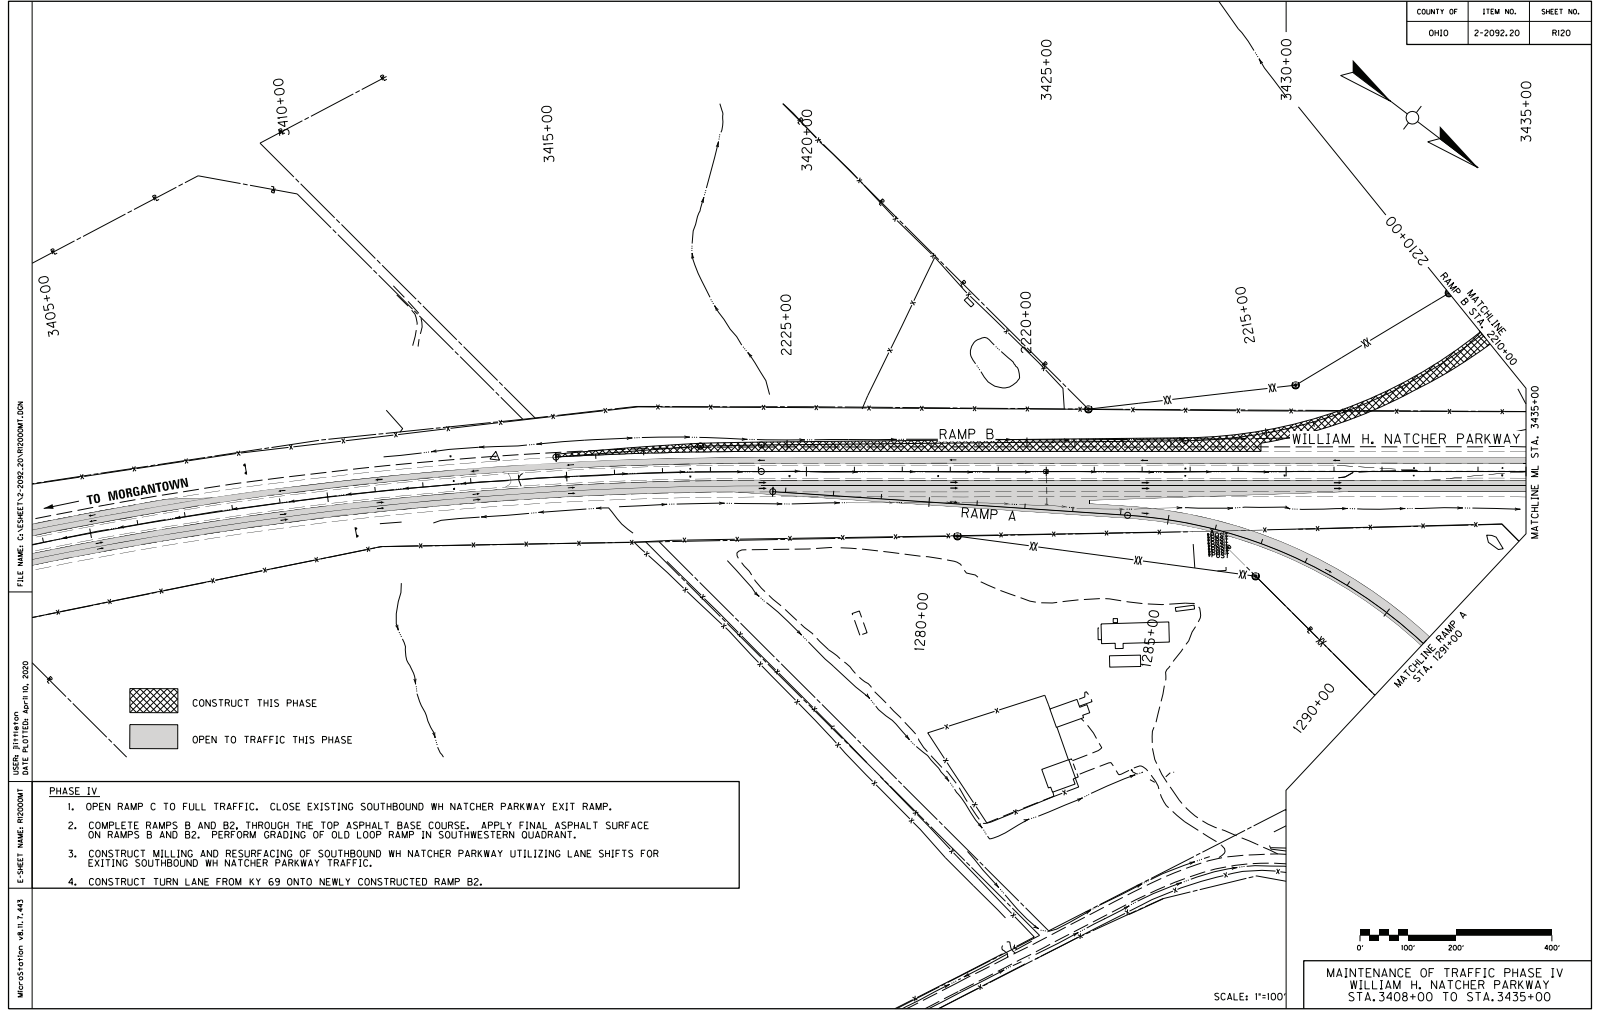 COUNTY OF
ITEM NO.
SHEET NO.
OHIO
2-2092.20
R120
3405+00
3410+00
3415+00
3420+00
3425+00
3430+00
3435+00
2225+00
2220+00
2215+00
2210+00
MATCHLINE
RAMP B STA. 2210+00
RAMP B
WILLIAM H. NATCHER PARKWAY
MATCHLINE ML STA. 3435+00
TO MORGANTOWN
RAMP A
1280+00
1285+00
1290+00
MATCHLINE RAMP A
STA. 1291+00
CONSTRUCT THIS PHASE
OPEN TO TRAFFIC THIS PHASE
PHASE IV
1. OPEN RAMP C TO FULL TRAFFIC. CLOSE EXISTING SOUTHBOUND WH NATCHER PARKWAY EXIT RAMP.
2. COMPLETE RAMPS B AND B2, THROUGH THE TOP ASPHALT BASE COURSE. APPLY FINAL ASPHALT SURFACE
ON RAMPS B AND B2. PERFORM GRADING OF OLD LOOP RAMP IN SOUTHWESTERN QUADRANT.
3. CONSTRUCT MILLING AND RESURFACING OF SOUTHBOUND WH NATCHER PARKWAY UTILIZING LANE SHIFTS FOR
EXITING SOUTHBOUND WH NATCHER PARKWAY TRAFFIC.
4. CONSTRUCT TURN LANE FROM KY 69 ONTO NEWLY CONSTRUCTED RAMP B2.
0' 100' 200' 400'
SCALE: 1"=100'
MAINTENANCE OF TRAFFIC PHASE IV
WILLIAM H. NATCHER PARKWAY
STA.3408+00 TO STA.3435+00
FILE NAME: C:\ESHEET\2-2092.20\R12000MT.DGN
DATE PLOTTED: April 10, 2020
E-SHEET NAME: R12000MT
MicroStation v8.11.7.443